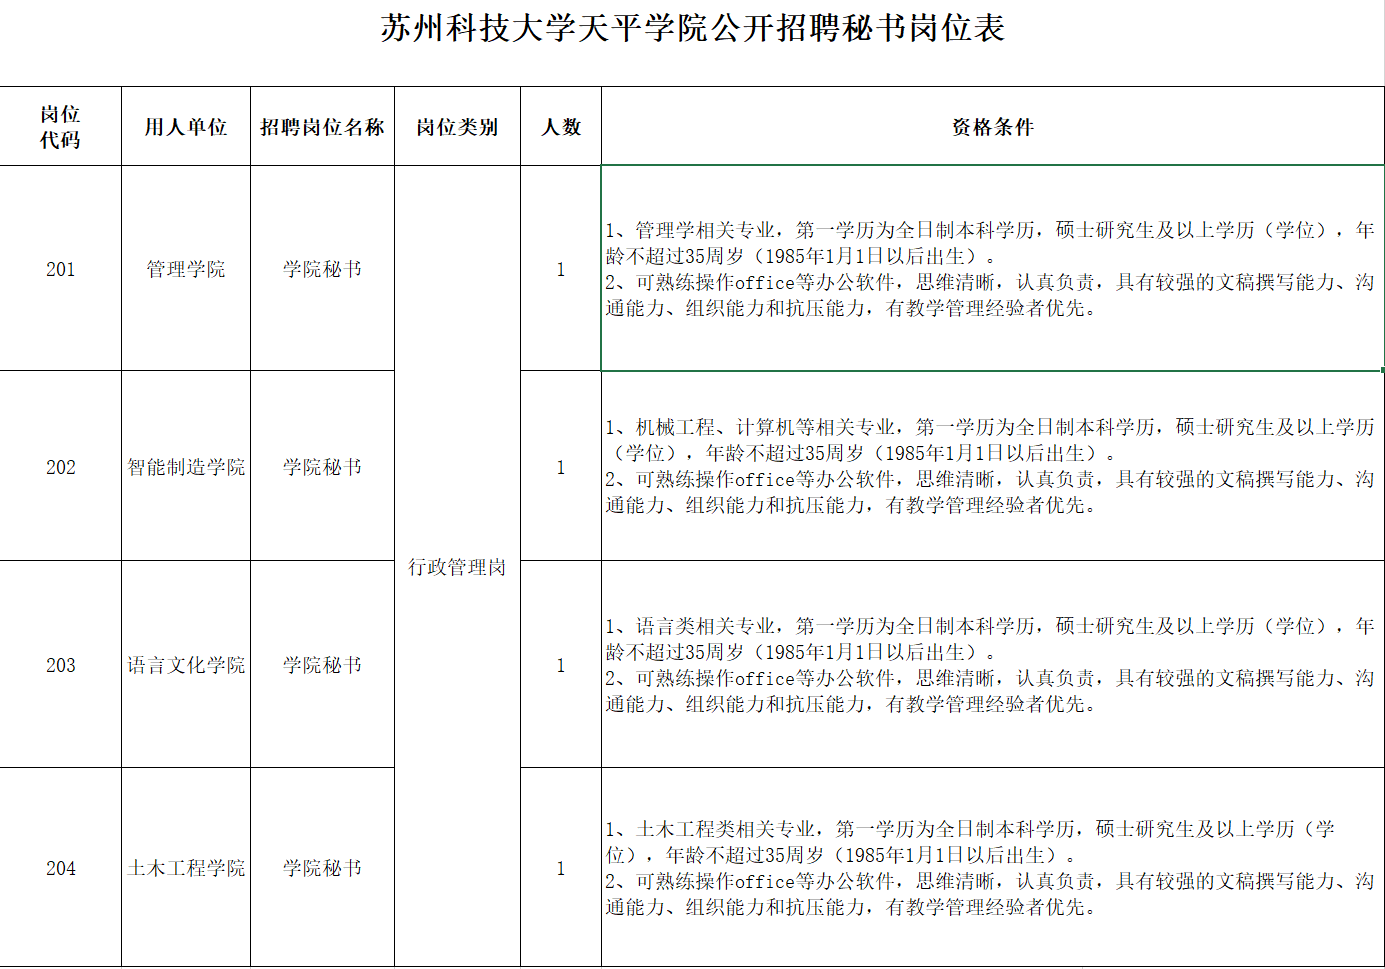 苏州科技大学天平学院公开招聘秘书岗位表
岗位
代码
用人单位
招聘岗位名称
岗位类别
人数
资格条件
201
管理学院
学院秘书
行政管理岗
1
1、管理学相关专业，第一学历为全日制本科学历，硕士研究生及以上学历（学位），年
龄不超过35周岁（1985年1月1日以后出生）。
2、可熟练操作office等办公软件，思维清晰，认真负责，具有较强的文稿撰写能力、沟
通能力、组织能力和抗压能力，有教学管理经验者优先。
202
智能制造学院
学院秘书
1
1、机械工程、计算机等相关专业，第一学历为全日制本科学历，硕士研究生及以上学历
（学位），年龄不超过35周岁（1985年1月1日以后出生）。
2、可熟练操作office等办公软件，思维清晰，认真负责，具有较强的文稿撰写能力、沟
通能力、组织能力和抗压能力，有教学管理经验者优先。
203
语言文化学院
学院秘书
1
1、语言类相关专业，第一学历为全日制本科学历，硕士研究生及以上学历（学位），年
龄不超过35周岁（1985年1月1日以后出生）。
2、可熟练操作office等办公软件，思维清晰，认真负责，具有较强的文稿撰写能力、沟
通能力、组织能力和抗压能力，有教学管理经验者优先。
204
土木工程学院
学院秘书
1
1、土木工程类相关专业，第一学历为全日制本科学历，硕士研究生及以上学历（学
位），年龄不超过35周岁（1985年1月1日以后出生）。
2、可熟练操作office等办公软件，思维清晰，认真负责，具有较强的文稿撰写能力、沟
通能力、组织能力和抗压能力，有教学管理经验者优先。